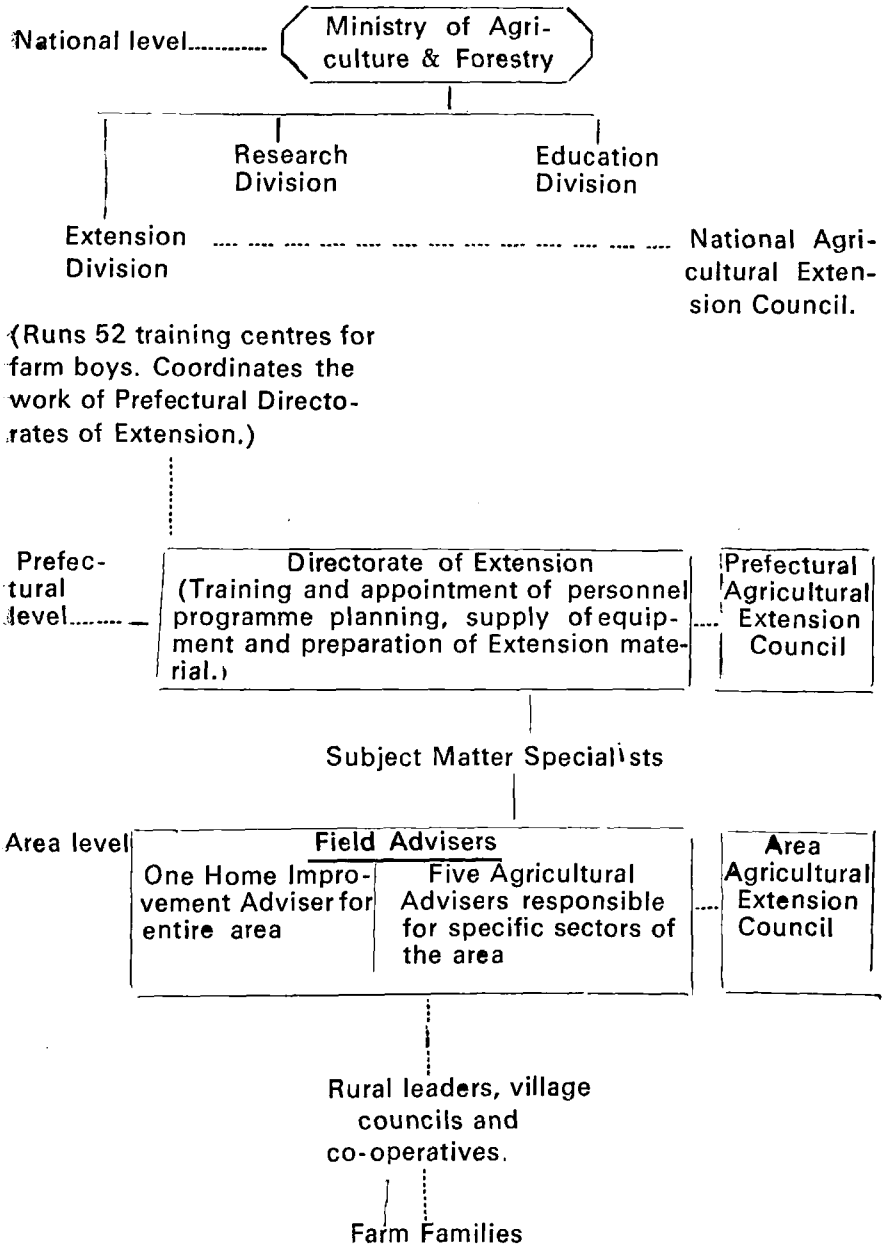 National level............. Ministry of Agri-
culture & Forestry
Research
Division
Education
Division
Extension
Division
.... .... .... .... .... .... .... .... .... .... .... .... .... National Agri-
cultural Exten-
sion Council.
(Runs 52 training centres for
farm boys. Coordinates the
work of Prefectural Directo-
rates of Extension.)
Prefec-
tural
level........
Directorate of Extension
(Training and appointment of personnel
programme planning, supply of equip-
ment and preparation of Extension mate-
rial.)
....
Prefectural
Agricultural
Extension
Council
Subject Matter Specialists
Area level
Field Advisers
One Home Impro-
vement Adviser for
entire area
Five Agricultural
Advisers responsible
for specific sectors of
the area
....
Area
Agricultural
Extension
Council
Rural leaders, village
councils and
co-operatives.
Farm Families